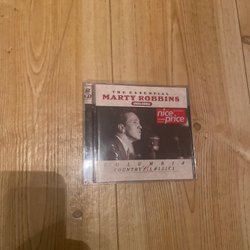 THE ESSENTIAL
MARTY ROBBINS
nice
price
COLUMBIA
COUNTRY CLASSICS